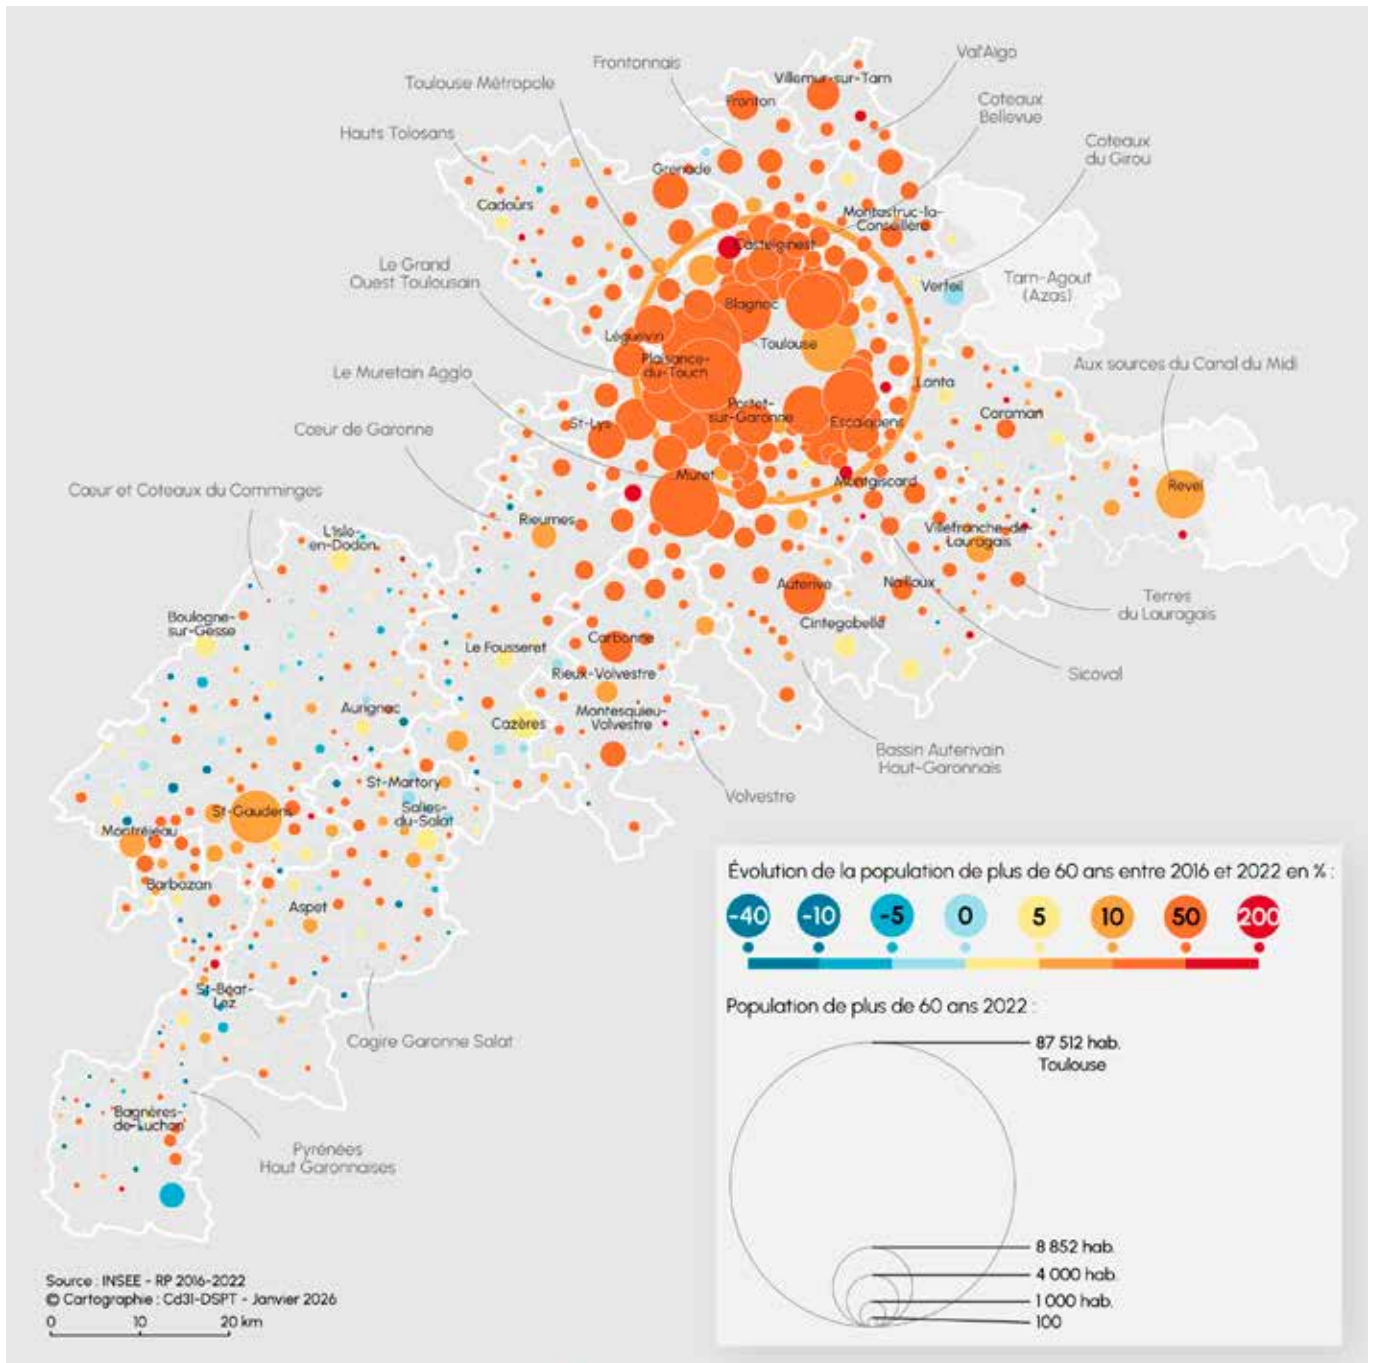 Val'Aïgo
Frontonnais
Villemur-sur-Tarn
Toulouse Métropole
Fronton
Coteaux
Bellevue
Hauts Tolosans
Coteaux
du Girou
Grenade
Cadours
Montastruc-la-
Conseillère
Castelginest
Le Grand
Ouest Toulousain
Verfeil
Tarn-Agout
(Azas)
Blagnac
Léguevin
Toulouse
Plaisance-
du-Touch
Aux sources du Canal du Midi
Le Muretain Agglo
Lanta
Portet-
sur-Garonne
Caraman
St-Lys
Escalquens
Cœur de Garonne
Muret
Montgiscard
Revel
Cœur et Coteaux du Comminges
Rieumes
L'Isle-
en-Dodon
Villefranche-de-
Lauragais
Auterive
Nailloux
Terres
du Lauragais
Boulogne-
sur-Gesse
Cintegabelle
Carbonne
Le Fousseret
Rieux-Volvestre
Sicoval
Aurignac
Montesquieu-
Volvestre
Cazères
Bassin Auterivain
Haut-Garonnais
St-Martory
Volvestre
Salies-
du-Salat
St-Gaudens
Montréjeau
Barbazan
Aspet
St-Béat-
Lez
Cagire Garonne Salat
Bagnères-
de-Luchon
Pyrénées
Haut Garonnaises
Évolution de la population de plus de 60 ans entre 2016 et 2022 en % :
-40 -10 -5 0 5 10 50 200
Population de plus de 60 ans 2022 :
87 512 hab.
Toulouse
8 852 hab.
4 000 hab.
1 000 hab.
100
Source : INSEE - RP 2016-2022
© Cartographie : Cd31-DSPT - Janvier 2026
0 10 20 km